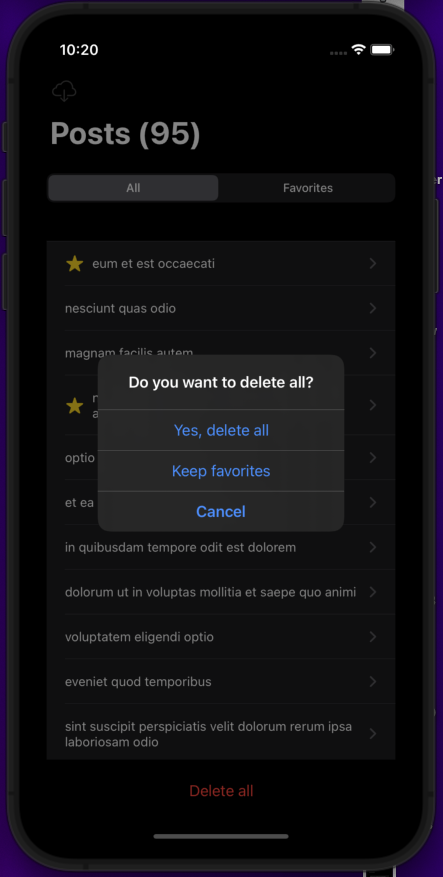 10:20
Posts (95)
All
Favorites
eum et est occaecati
nesciunt quas odio
magnam facilis autem
Do you want to delete all?
Yes, delete all
Keep favorites
Cancel
optio
et ea
in quibusdam tempore odit est dolorem
dolorum ut in voluptas mollitia et saepe quo animi
voluptatem eligendi optio
eveniet quod temporibus
sint suscipit perspiciatis velit dolorum rerum ipsa
laboriosam odio
Delete all